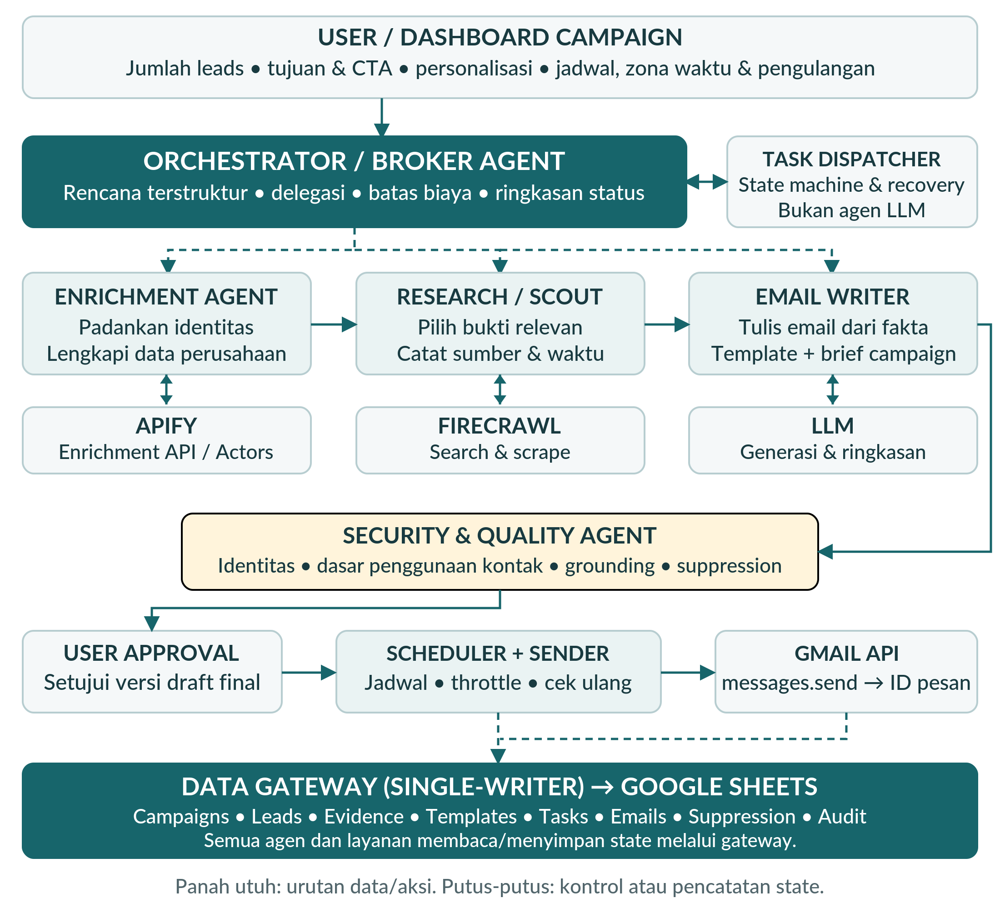 USER / DASHBOARD CAMPAIGN
Jumlah leads • tujuan & CTA • personalisasi • jadwal, zona waktu & pengulangan
ORCHESTRATOR / BROKER AGENT
Rencana terstruktur • delegasi • batas biaya • ringkasan status
TASK DISPATCHER
State machine & recovery
Bukan agen LLM
ENRICHMENT AGENT
Padankan identitas
Lengkapi data perusahaan
RESEARCH / SCOUT
Pilih bukti relevan
Catat sumber & waktu
EMAIL WRITER
Tulis email dari fakta
Template + brief campaign
APIFY
Enrichment API / Actors
FIRECRAWL
Search & scrape
LLM
Generasi & ringkasan
SECURITY & QUALITY AGENT
Identitas • dasar penggunaan kontak • grounding • suppression
USER APPROVAL
Setujui versi draft final
SCHEDULER + SENDER
Jadwal • throttle • cek ulang
GMAIL API
messages.send → ID pesan
DATA GATEWAY (SINGLE-WRITER) → GOOGLE SHEETS
Campaigns • Leads • Evidence • Templates • Tasks • Emails • Suppression • Audit
Semua agen dan layanan membaca/menyimpan state melalui gateway.
Panah utuh: urutan data/aksi. Putus-putus: kontrol atau pencatatan state.